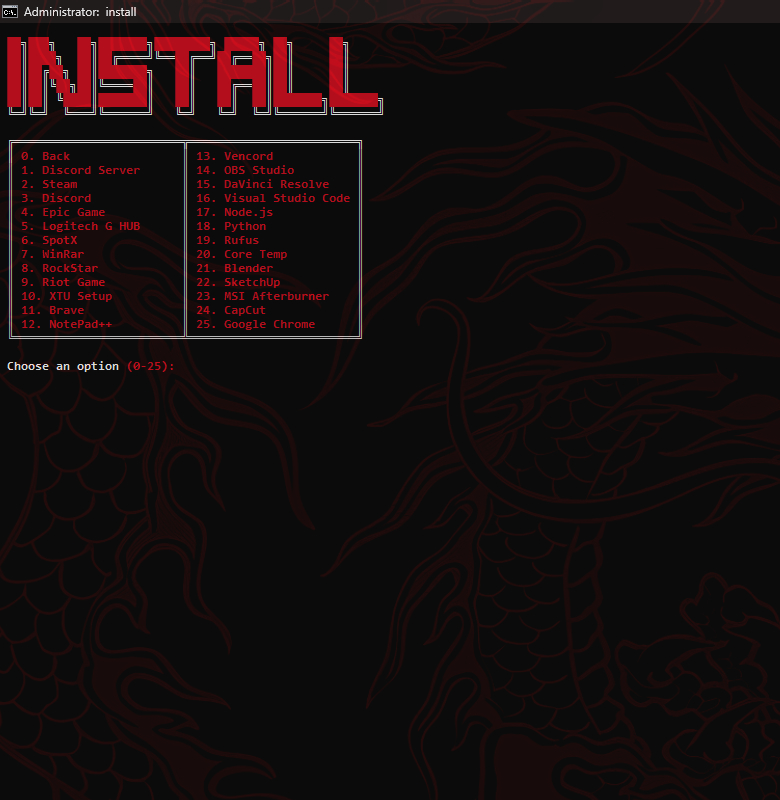 Administrator: install
INSTALL
0. Back
1. Discord Server
2. Steam
3. Discord
4. Epic Game
5. Logitech G HUB
6. SpotX
7. WinRar
8. RockStar
9. Riot Game
10. XTU Setup
11. Brave
12. NotePad++
13. Vencord
14. OBS Studio
15. DaVinci Resolve
16. Visual Studio Code
17. Node.js
18. Python
19. Rufus
20. Core Temp
21. Blender
22. SketchUp
23. MSI Afterburner
24. CapCut
25. Google Chrome
Choose an option (0-25):